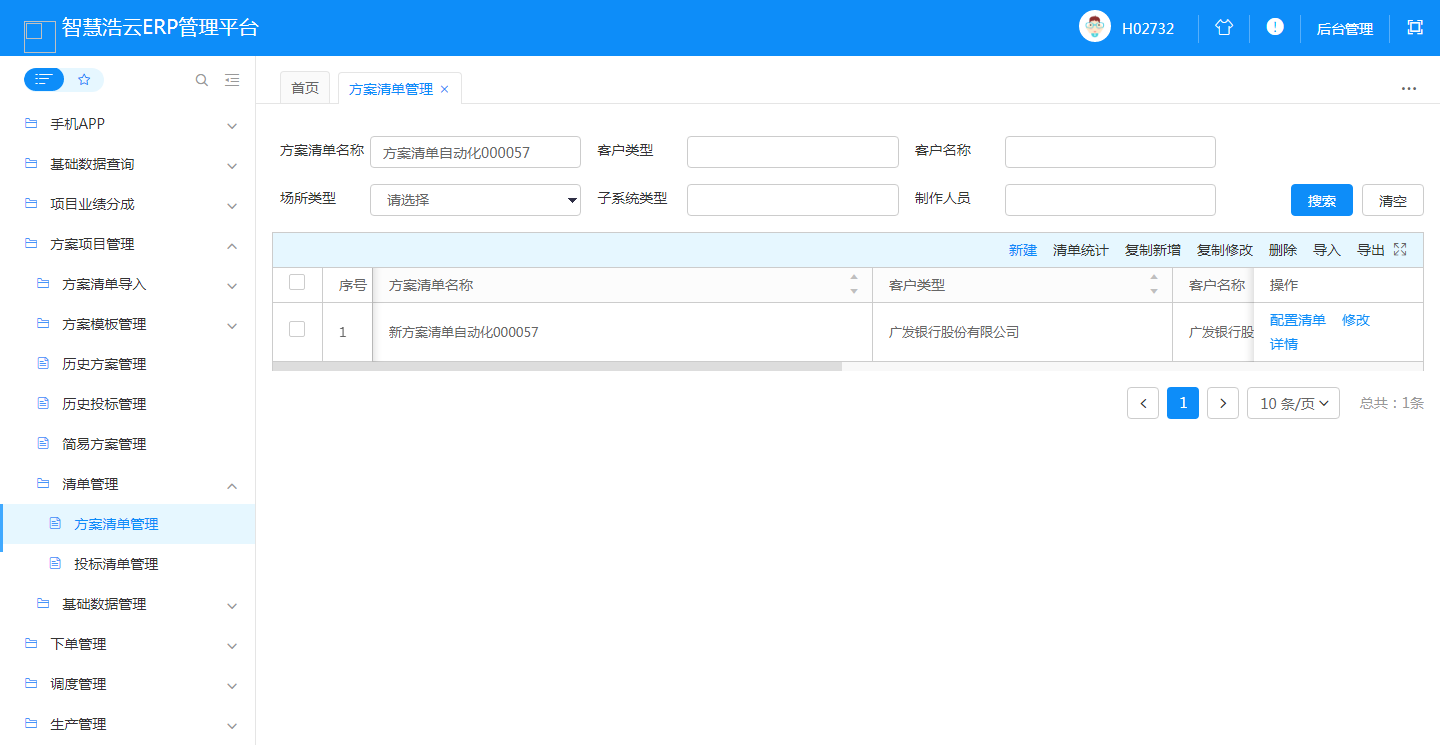 智慧浩云ERP管理平台
H02732
后台管理
首页
方案清单管理 ×
手机APP
基础数据查询
项目业绩分成
方案项目管理
方案清单导入
方案模板管理
历史方案管理
历史投标管理
简易方案管理
清单管理
方案清单管理
投标清单管理
基础数据管理
下单管理
调度管理
生产管理
方案清单名称 方案清单自动化000057 客户类型 客户名称
场所类型 请选择 子系统类型 制作人员 搜索 清空
新建 清单统计 复制新增 复制修改 删除 导入 导出
序号 方案清单名称 客户类型 客户名称 操作
1 新方案清单自动化000057 广发银行股份有限公司 广发银行股 配置清单 修改
详情
1 10 条/页 总共：1条